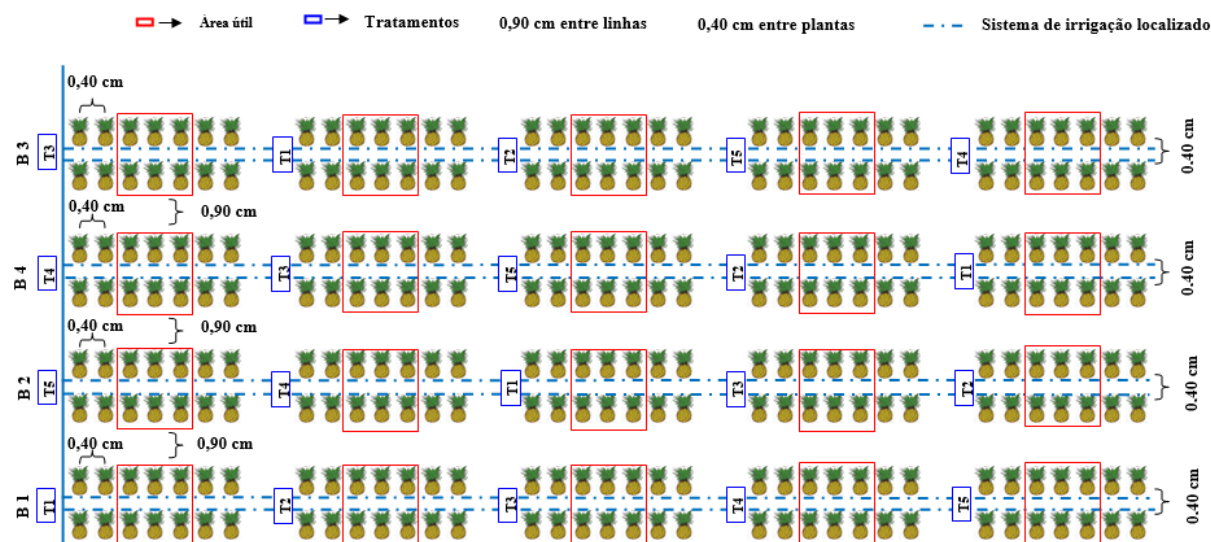 Área útil
Tratamentos
0,90 cm entre linhas
0,40 cm entre plantas
Sistema de irrigação localizado
0,40 cm
B 3
T3
T1
T2
T5
T4
0.40 cm
0,40 cm
0,90 cm
B 4
T4
T3
T5
T2
T1
0.40 cm
0,40 cm
0,90 cm
B 2
T5
T4
T1
T3
T2
0.40 cm
0,40 cm
0,90 cm
B 1
T1
T2
T3
T4
T5
0.40 cm